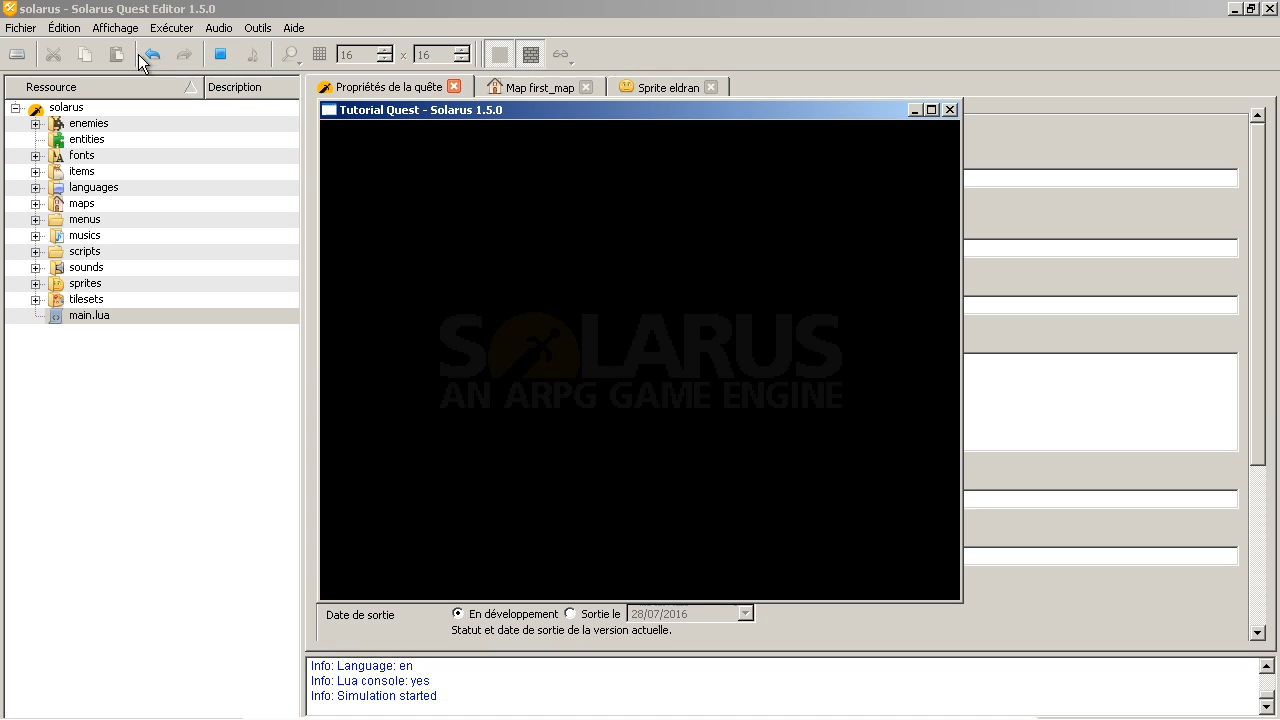 solarus - Solarus Quest Editor 1.5.0
Fichier Édition Affichage Exécuter Audio Outils Aide
16 x 16
Ressource Description
Propriétés de la quête Map first_map Sprite eldran
solarus
enemies
entities
fonts
items
languages
maps
menus
musics
scripts
sounds
sprites
tilesets
main.lua
Tutorial Quest - Solarus 1.5.0
SOLARUS
AN ARPG GAME ENGINE
Date de sortie En développement Sortie le 28/07/2016
Statut et date de sortie de la version actuelle.
Info: Language: en
Info: Lua console: yes
Info: Simulation started